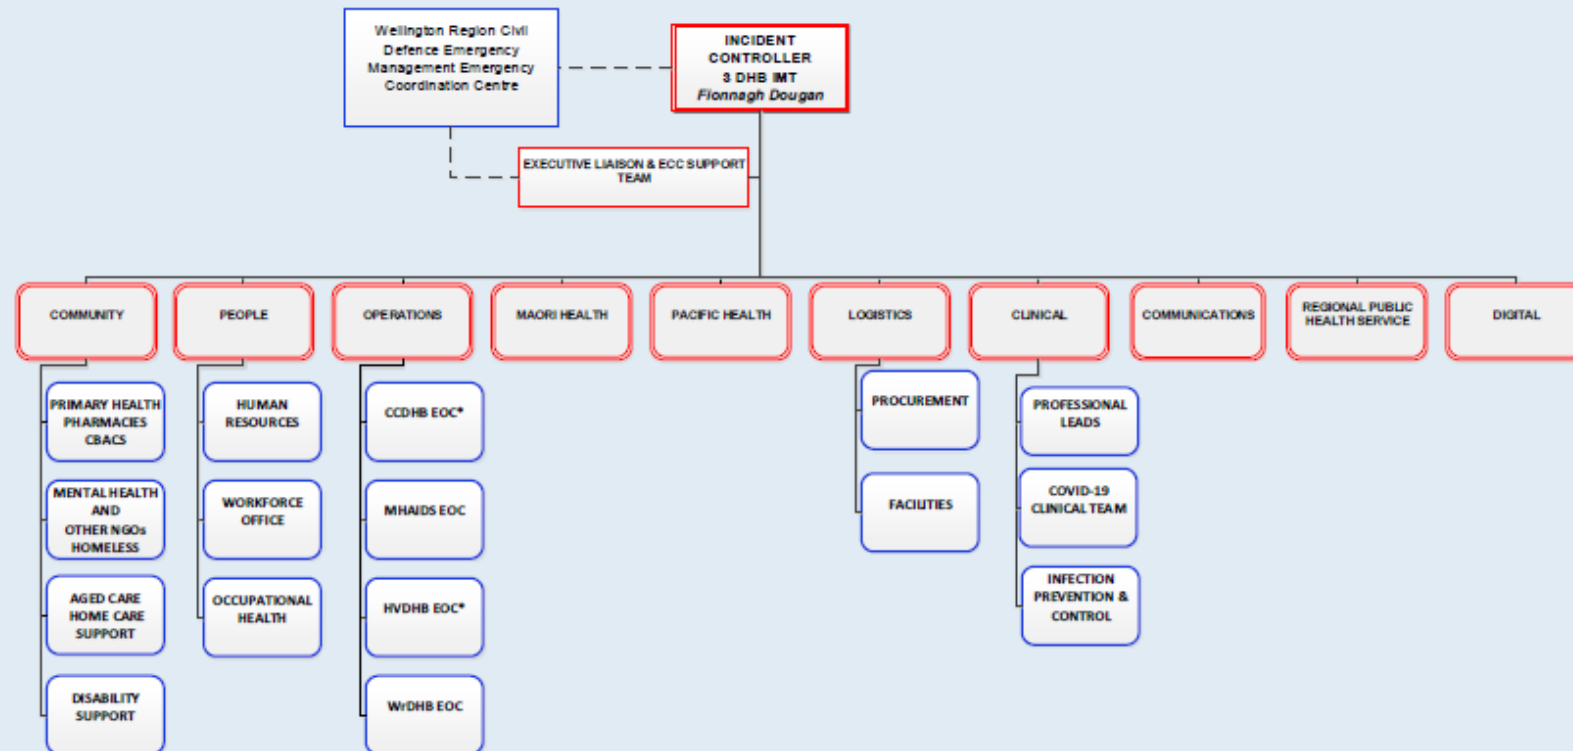 Wellington Region Civil
Defence Emergency
Management Emergency
Coordination Centre
INCIDENT
CONTROLLER
3 DHB IMT
Fionnagh Dougan
EXECUTIVE LIAISON & ECC SUPPORT
TEAM
COMMUNITY
PEOPLE
OPERATIONS
MAORI HEALTH
PACIFIC HEALTH
LOGISTICS
CLINICAL
COMMUNICATIONS
REGIONAL PUBLIC
HEALTH SERVICE
DIGITAL
PRIMARY HEALTH
PHARMACIES
CBACS
MENTAL HEALTH
AND
OTHER NGOs
HOMELESS
AGED CARE
HOME CARE
SUPPORT
DISABILITY
SUPPORT
HUMAN
RESOURCES
WORKFORCE
OFFICE
OCCUPATIONAL
HEALTH
CCDHB EOC*
MHAIDS EOC
HVDHB EOC*
WrDHB EOC
PROCUREMENT
FACILITIES
PROFESSIONAL
LEADS
COVID-19
CLINICAL TEAM
INFECTION
PREVENTION &
CONTROL